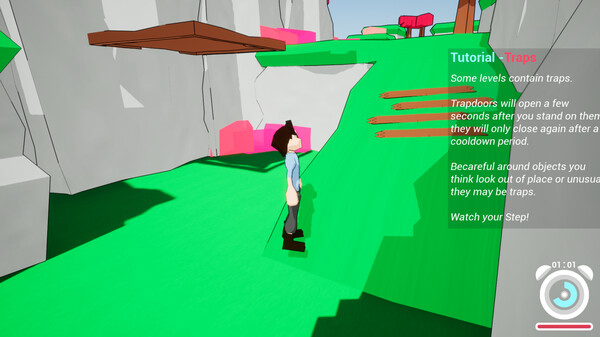 Tutorial - Traps
Some levels contain traps.
Trapdoors will open a few
seconds after you stand on them
they will only close again after a
cooldown period.
Becareful around objects you
think look out of place or unusua
they may be traps.
Watch your Step!
01:01